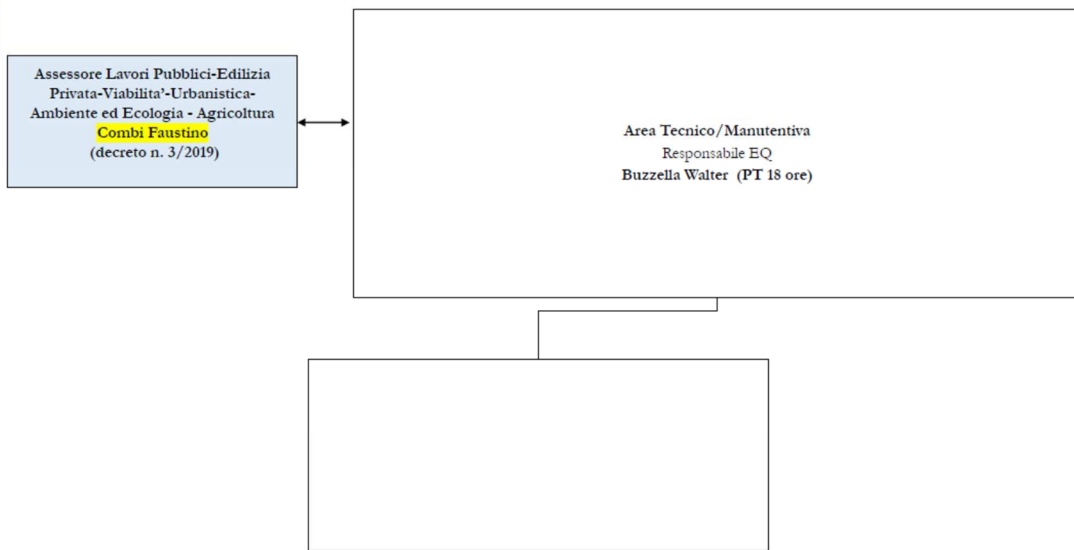 Assessore Lavori Pubblici-Edilizia
Privata-Viabilita'-Urbanistica-
Ambiente ed Ecologia - Agricoltura
Combi Faustino
(decreto n. 3/2019)
Area Tecnico/Manutentiva
Responsabile EQ
Buzzella Walter (PT 18 ore)